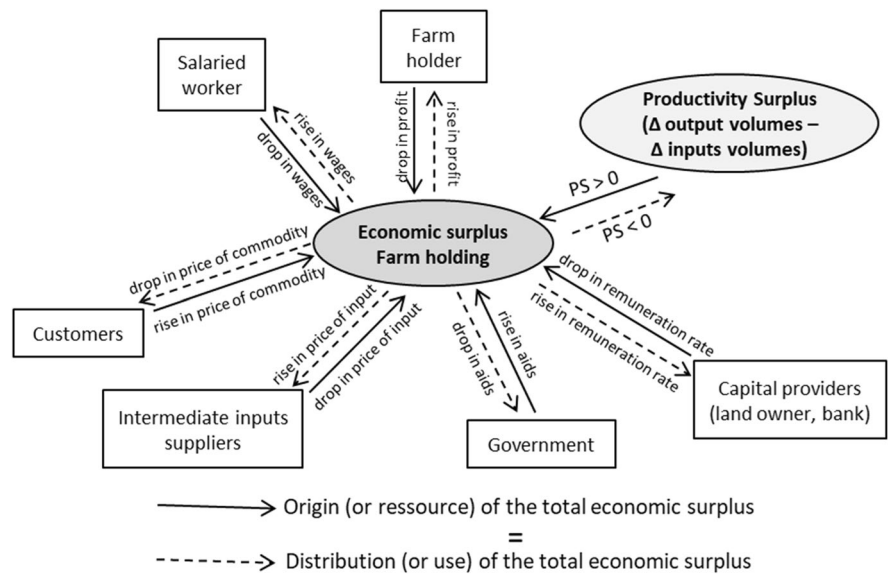 Salaried
worker
Farm
holder
Productivity Surplus
(Δ output volumes –
Δ inputs volumes)
drop in wages
rise in wages
drop in profit
rise in profit
PS > 0
PS < 0
Economic surplus
Farm holding
drop in price of commodity
rise in price of commodity
Customers
rise in price of input
drop in price of input
Intermediate inputs
suppliers
drop in aids
rise in aids
Government
drop in remuneration rate
rise in remuneration rate
Capital providers
(land owner, bank)
Origin (or ressource) of the total economic surplus
=
Distribution (or use) of the total economic surplus